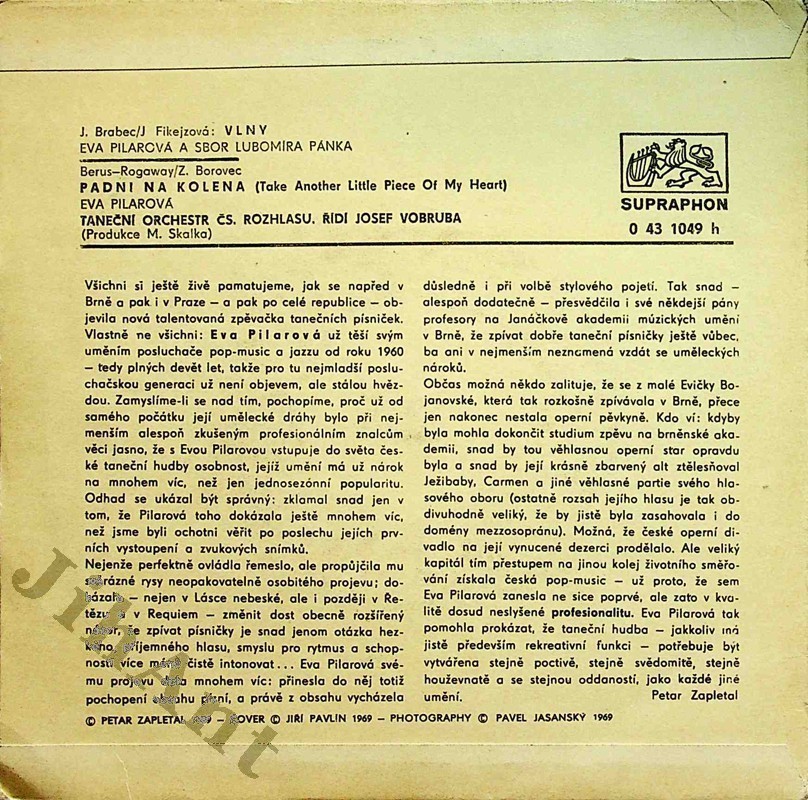 J. Brabec/J Fikejzová: VLNY
EVA PILAROVÁ A SBOR LUBOMÍRA PÁNKA
Berus–Rogaway/Z. Borovec
PADNI NA KOLENA (Take Another Little Piece Of My Heart)
EVA PILAROVÁ
TANEČNÍ ORCHESTR ČS. ROZHLASU. ŘÍDÍ JOSEF VOBRUBA
(Produkce M. Skalka)
SUPRAPHON
0 43 1049 h
Všichni si ještě živě pamatujeme, jak se napřed v
Brně a pak i v Praze – a pak po celé republice – ob-
jevila nová talentovaná zpěvačka tanečních písniček.
Vlastně ne všichni: Eva Pilarová už těší svým
uměním posluchače pop-music a jazzu od roku 1960
– tedy plných devět let, takže pro tu nejmladší poslu-
chačskou generaci už není objevem, ale stálou hvěz-
dou. Zamyslíme-li se nad tím, pochopíme, proč už od
samého počátku její umělecké dráhy bylo při nej-
menším alespoň zkušeným profesionálním znalcům
věci jasno, že s Evou Pilarovou vstupuje do světa čes-
ké taneční hudby osobnost, jejíž umění má už nárok
na mnohem víc, než jen jednosezónní popularitu.
Odhad se ukázal být správný: zklamal snad jen v
tom, že Pilarová toho dokázala ještě mnohem víc,
než jsme byli ochotni věřit po poslechu jejích prv-
ních vystoupení a zvukových snímků.
Nejenže perfektně ovládla řemeslo, ale propůjčila mu
svérázné rysy neopakovatelně osobitého projevu; do-
kázala – nejen v Lásce nebeské, ale i později v Ře-
tězu a v Requiem – změnit dost obecně rozšířený
názor, že zpívat písničky je snad jenom otázka hez-
kého, příjemného hlasu, smyslu pro rytmus a schop-
nosti více méně čistě intonovat... Eva Pilarová své-
mu projevu dala mnohem víc: přinesla do něj totiž
pochopení obsahu písní, a právě z obsahu vycházela
důsledně i při volbě stylového pojetí. Tak snad –
alespoň dodatečně – přesvědčila i své někdejší pány
profesory na Janáčkově akademii múzických umění
v Brně, že zpívat dobře taneční písničky ještě vůbec,
ba ani v nejmenším neznamená vzdát se uměleckých
nároků.
Občas možná někdo zalituje, že se z malé Evičky Bo-
janovské, která tak rozkošně zpívávala v Brně, přece
jen nakonec nestala operní pěvkyně. Kdo ví: kdyby
byla mohla dokončit studium zpěvu na brněnské aka-
demii, snad by tou věhlasnou operní star opravdu
byla a snad by její krásně zbarvený alt ztělesňoval
Ježibaby, Carmen a jiné věhlasné partie svého hla-
sového oboru (ostatně rozsah jejího hlasu je tak ob-
divuhodně veliký, že by jistě byla zasahovala i do
domény mezzosopránu). Možná, že české operní di-
vadlo na její vynucené dezerci prodělalo. Ale veliký
kapitál tím přestupem na jinou kolej životního směřo-
vání získala česká pop-music – už proto, že sem
Eva Pilarová zanesla ne sice poprvé, ale zato v kva-
litě dosud neslyšené profesionalitu. Eva Pilarová tak
pomohla prokázat, že taneční hudba – jakkoliv má
jistě především rekreativní funkci – potřebuje být
vytvářena stejně poctivě, stejně svědomitě, stejně
houževnatě a se stejnou oddaností, jako každé jiné
umění. Petar Zapletal
© PETAR ZAPLETAL 1969 – COVER © JIŘÍ PAVLÍN 1969 – PHOTOGRAPHY © PAVEL JASANSKÝ 1969
JihAnt